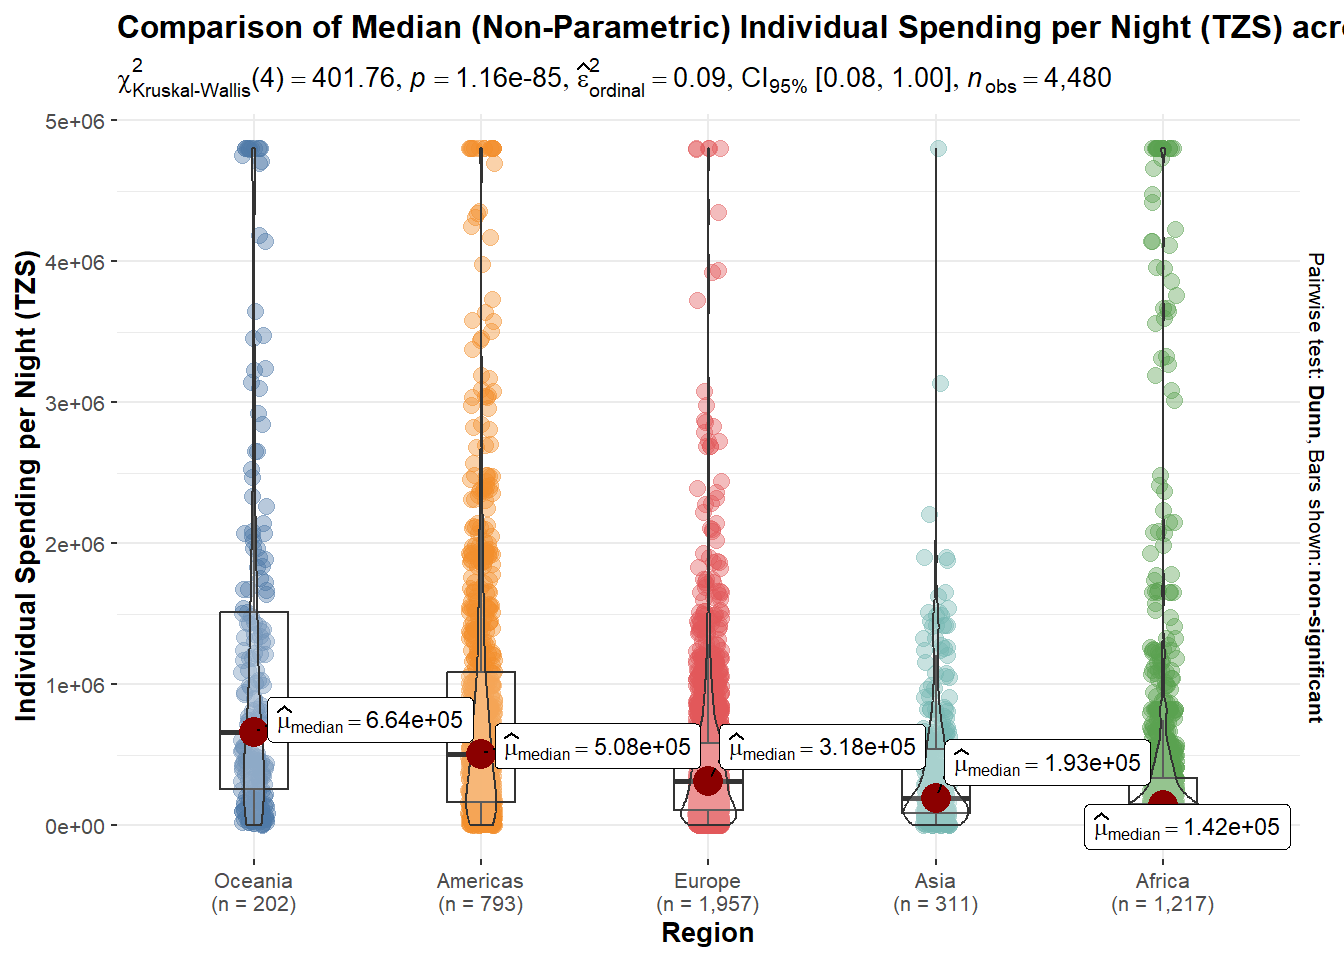 Comparison of Median (Non-Parametric) Individual Spending per Night (TZS) acr
χ²Kruskal-Wallis(4) = 401.76, p = 1.16e-85, ε̂²ordinal = 0.09, CI95% [0.08, 1.00], nobs = 4,480
5e+06
4e+06
3e+06
2e+06
1e+06
0e+00
Individual Spending per Night (TZS)
μ̂median = 6.64e+05
μ̂median = 5.08e+05
μ̂median = 3.18e+05
μ̂median = 1.93e+05
μ̂median = 1.42e+05
Pairwise test: Dunn, Bars shown: non-significant
Oceania
(n = 202)
Americas
(n = 793)
Europe
(n = 1,957)
Asia
(n = 311)
Africa
(n = 1,217)
Region